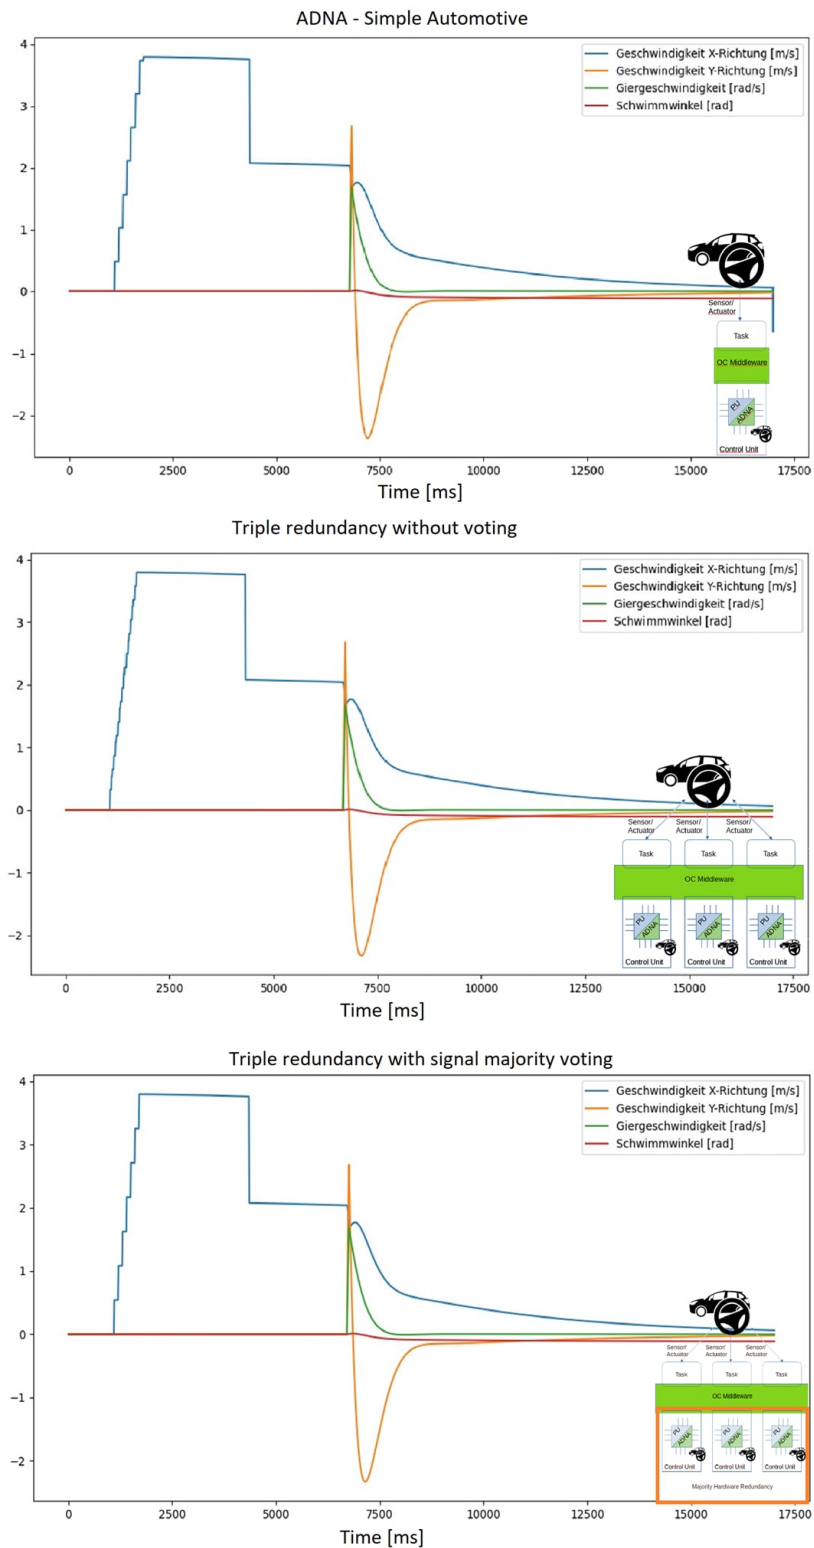 ADNA - Simple Automotive
4
3
2
1
0
−1
−2
Geschwindigkeit X-Richtung [m/s]
Geschwindigkeit Y-Richtung [m/s]
Giergeschwindigkeit [rad/s]
Schwimmwinkel [rad]
Sensor/
Actuator
Task
OC Middleware
PU
ADNA
Control Unit
0 2500 5000 7500 10000 12500 15000 17500
Time [ms]
Triple redundancy without voting
4
3
2
1
0
−1
−2
Geschwindigkeit X-Richtung [m/s]
Geschwindigkeit Y-Richtung [m/s]
Giergeschwindigkeit [rad/s]
Schwimmwinkel [rad]
Sensor/ Sensor/ Sensor/
Actuator Actuator Actuator
Task Task Task
OC Middleware
PU PU PU
ADNA ADNA ADNA
Control Unit Control Unit Control Unit
0 2500 5000 7500 10000 12500 15000 17500
Time [ms]
Triple redundancy with signal majority voting
4
3
2
1
0
−1
−2
Geschwindigkeit X-Richtung [m/s]
Geschwindigkeit Y-Richtung [m/s]
Giergeschwindigkeit [rad/s]
Schwimmwinkel [rad]
Sensor/ Sensor/ Sensor/
Actuator Actuator Actuator
Task Task Task
OC Middleware
PU PU PU
ADNA ADNA ADNA
Control Unit Control Unit Control Unit
Majority Hardware Redundancy
0 2500 5000 7500 10000 12500 15000 17500
Time [ms]